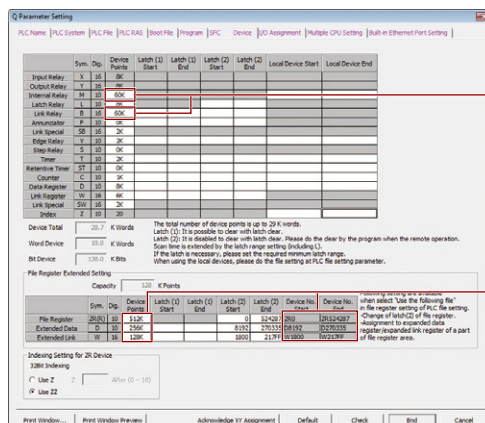 Q Parameter Setting
PLC Name PLC System PLC File PLC RAS Boot File Program SFC Device I/O Assignment Multiple CPU Setting Built-in Ethernet Port Setting
Sym. Dig. Device Points Latch (1) Start Latch (1) End Latch (2) Start Latch (2) End Local Device Start Local Device End
Input Relay X 16 8K
Output Relay Y 16 8K
Internal Relay M 10 60K
Latch Relay L 10 8K
Link Relay B 16 60K
Annunciator F 10 0K
Link Special SB 16 2K
Edge Relay V 10 2K
Step Relay S 10 0K
Timer T 10 2K
Retentive Timer ST 10 0K
Counter C 10 1K
Data Register D 10 8K
Link Register W 16 6K
Link Special SW 16 2K
Index Z 10 20
Device Total 28.7 K Words
Word Device 19.0 K Words
Bit Device 138.0 K Bits
The total number of device points is up to 29 K words.
Latch (1): It is possible to clear with latch clear.
Latch (2): It is disabled to clear with latch clear. Please do the clear by the program when the remote operation.
Scan time is extended by the latch range setting (including L).
If the latch is necessary, please set the required minimum latch range.
When using the local devices, please do the file setting at PLC file setting parameter.
File Register Extended Setting
Capacity 128 K Points
Sym. Dig. Device Points Latch (1) Start Latch (1) End Latch (2) Start Latch (2) End Device No. Start Device No. End
File Register ZR(R) 10 512K 0 524287 ZR0 ZR524287
Extended Data D 10 256K 8192 270335 D8192 D270335
Extended Link W 16 128K 1800 217FF W1800 W217FF
Following setting are available
when select "Use the following file"
in file register setting of PLC file setting.
-Change of latch(2) of file register.
-Assignment to expanded data
register/expanded link register of a part
of file register area.
Indexing Setting for ZR Device
32Bit Indexing
Use Z Z After (0 ~ 18)
Use ZZ
Print Window... Print Window Preview Acknowledge XY Assignment Default Check End Cancel